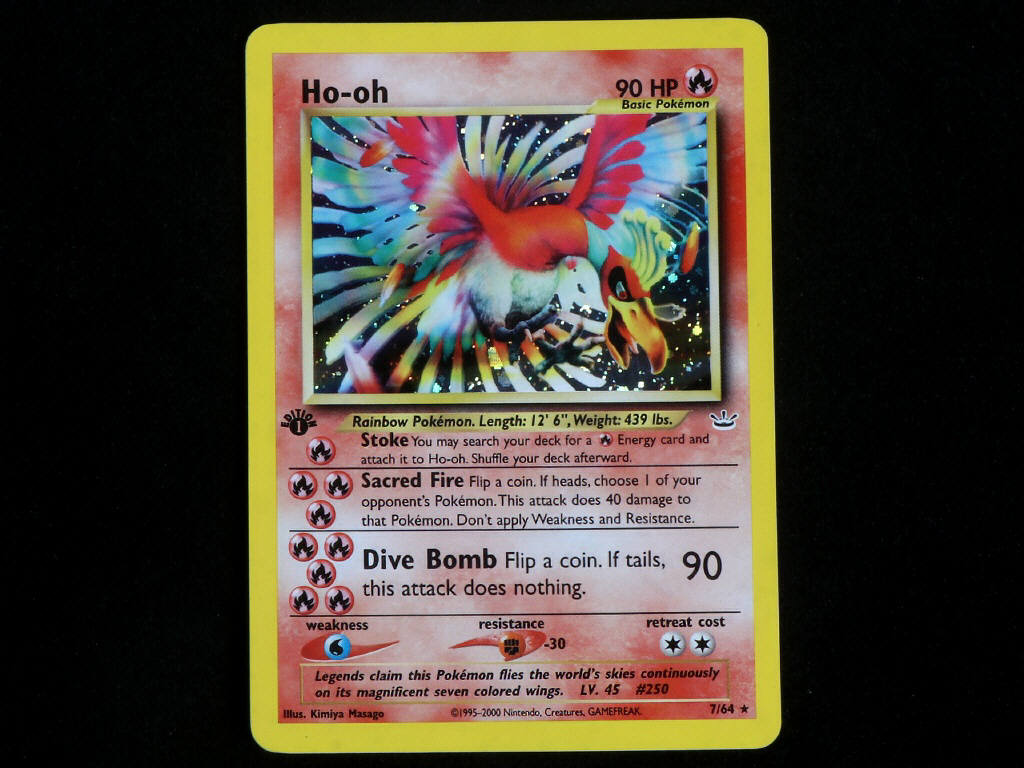 Ho-oh
90 HP
Basic Pokémon
EDITION
1
Rainbow Pokémon. Length: 12' 6", Weight: 439 lbs.
Stoke You may search your deck for a Energy card and
attach it to Ho-oh. Shuffle your deck afterward.
Sacred Fire Flip a coin. If heads, choose 1 of your
opponent's Pokémon. This attack does 40 damage to
that Pokémon. Don't apply Weakness and Resistance.
Dive Bomb Flip a coin. If tails, 90
this attack does nothing.
weakness resistance retreat cost
-30
Legends claim this Pokémon flies the world's skies continuously
on its magnificent seven colored wings. LV. 45 #250
Illus. Kimiya Masago ©1995-2000 Nintendo, Creatures, GAMEFREAK. 7/64 ★